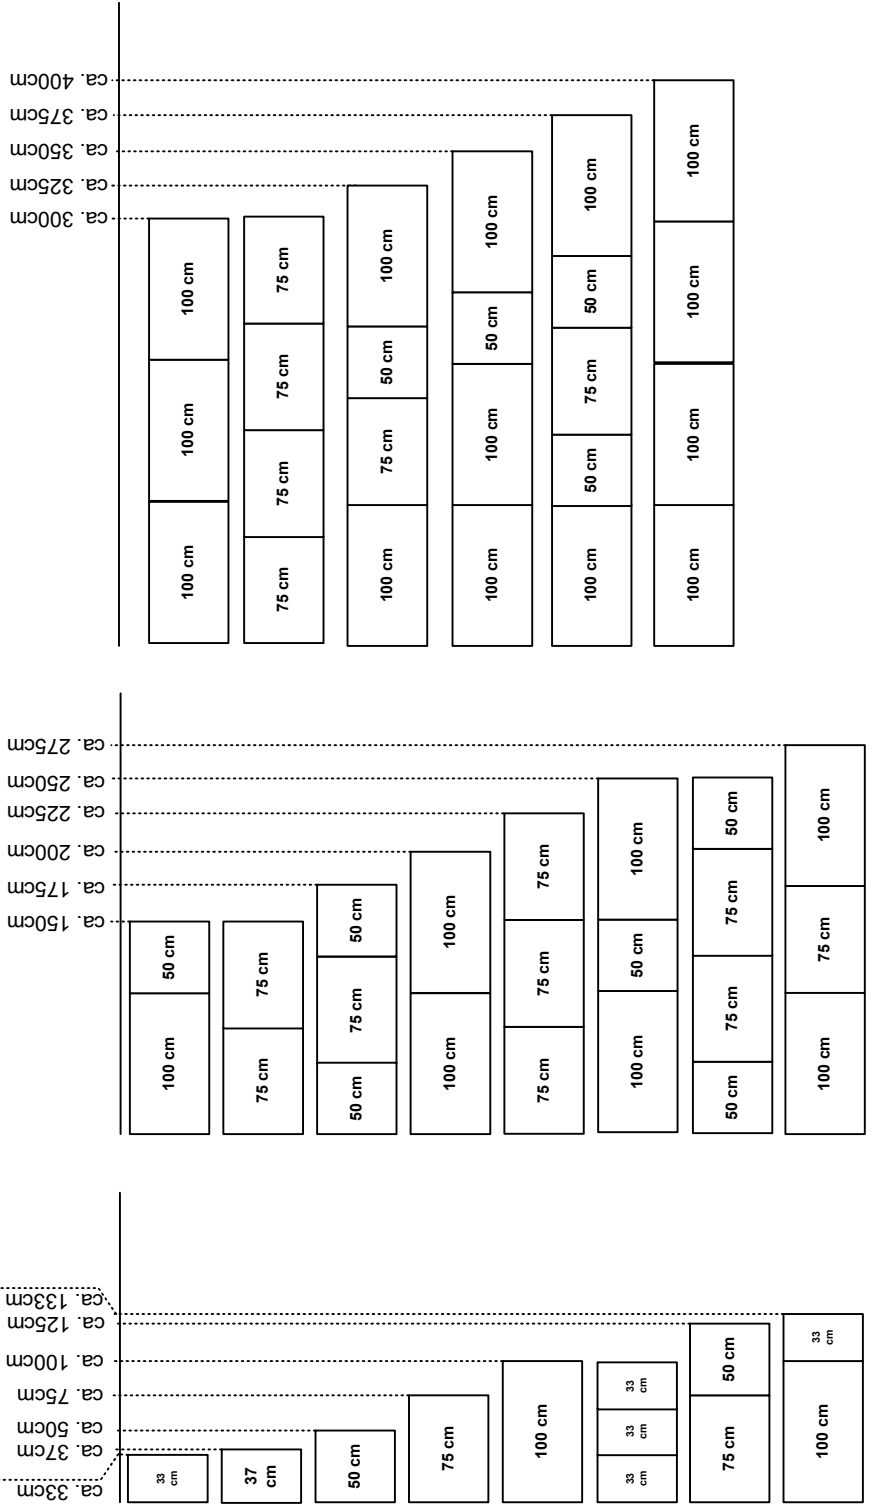 ca. 400cm
ca. 375cm
ca. 350cm
ca. 325cm
ca. 300cm
100 cm
100 cm
100 cm
75 cm
75 cm
75 cm
75 cm
100 cm
50 cm
75 cm
100 cm
100 cm
50 cm
100 cm
100 cm
100 cm
50 cm
75 cm
50 cm
100 cm
100 cm
100 cm
100 cm
100 cm
ca. 275cm
ca. 250cm
ca. 225cm
ca. 200cm
ca. 175cm
ca. 150cm
50 cm
100 cm
75 cm
75 cm
50 cm
75 cm
50 cm
100 cm
100 cm
75 cm
75 cm
75 cm
100 cm
50 cm
100 cm
50 cm
75 cm
75 cm
50 cm
100 cm
75 cm
100 cm
ca. 133cm
ca. 125cm
ca. 100cm
ca. 75cm
ca. 50cm
ca. 37cm
ca. 33cm
33
cm
37
cm
50 cm
75 cm
100 cm
33
cm
33
cm
33
cm
50 cm
75 cm
33
cm
100 cm